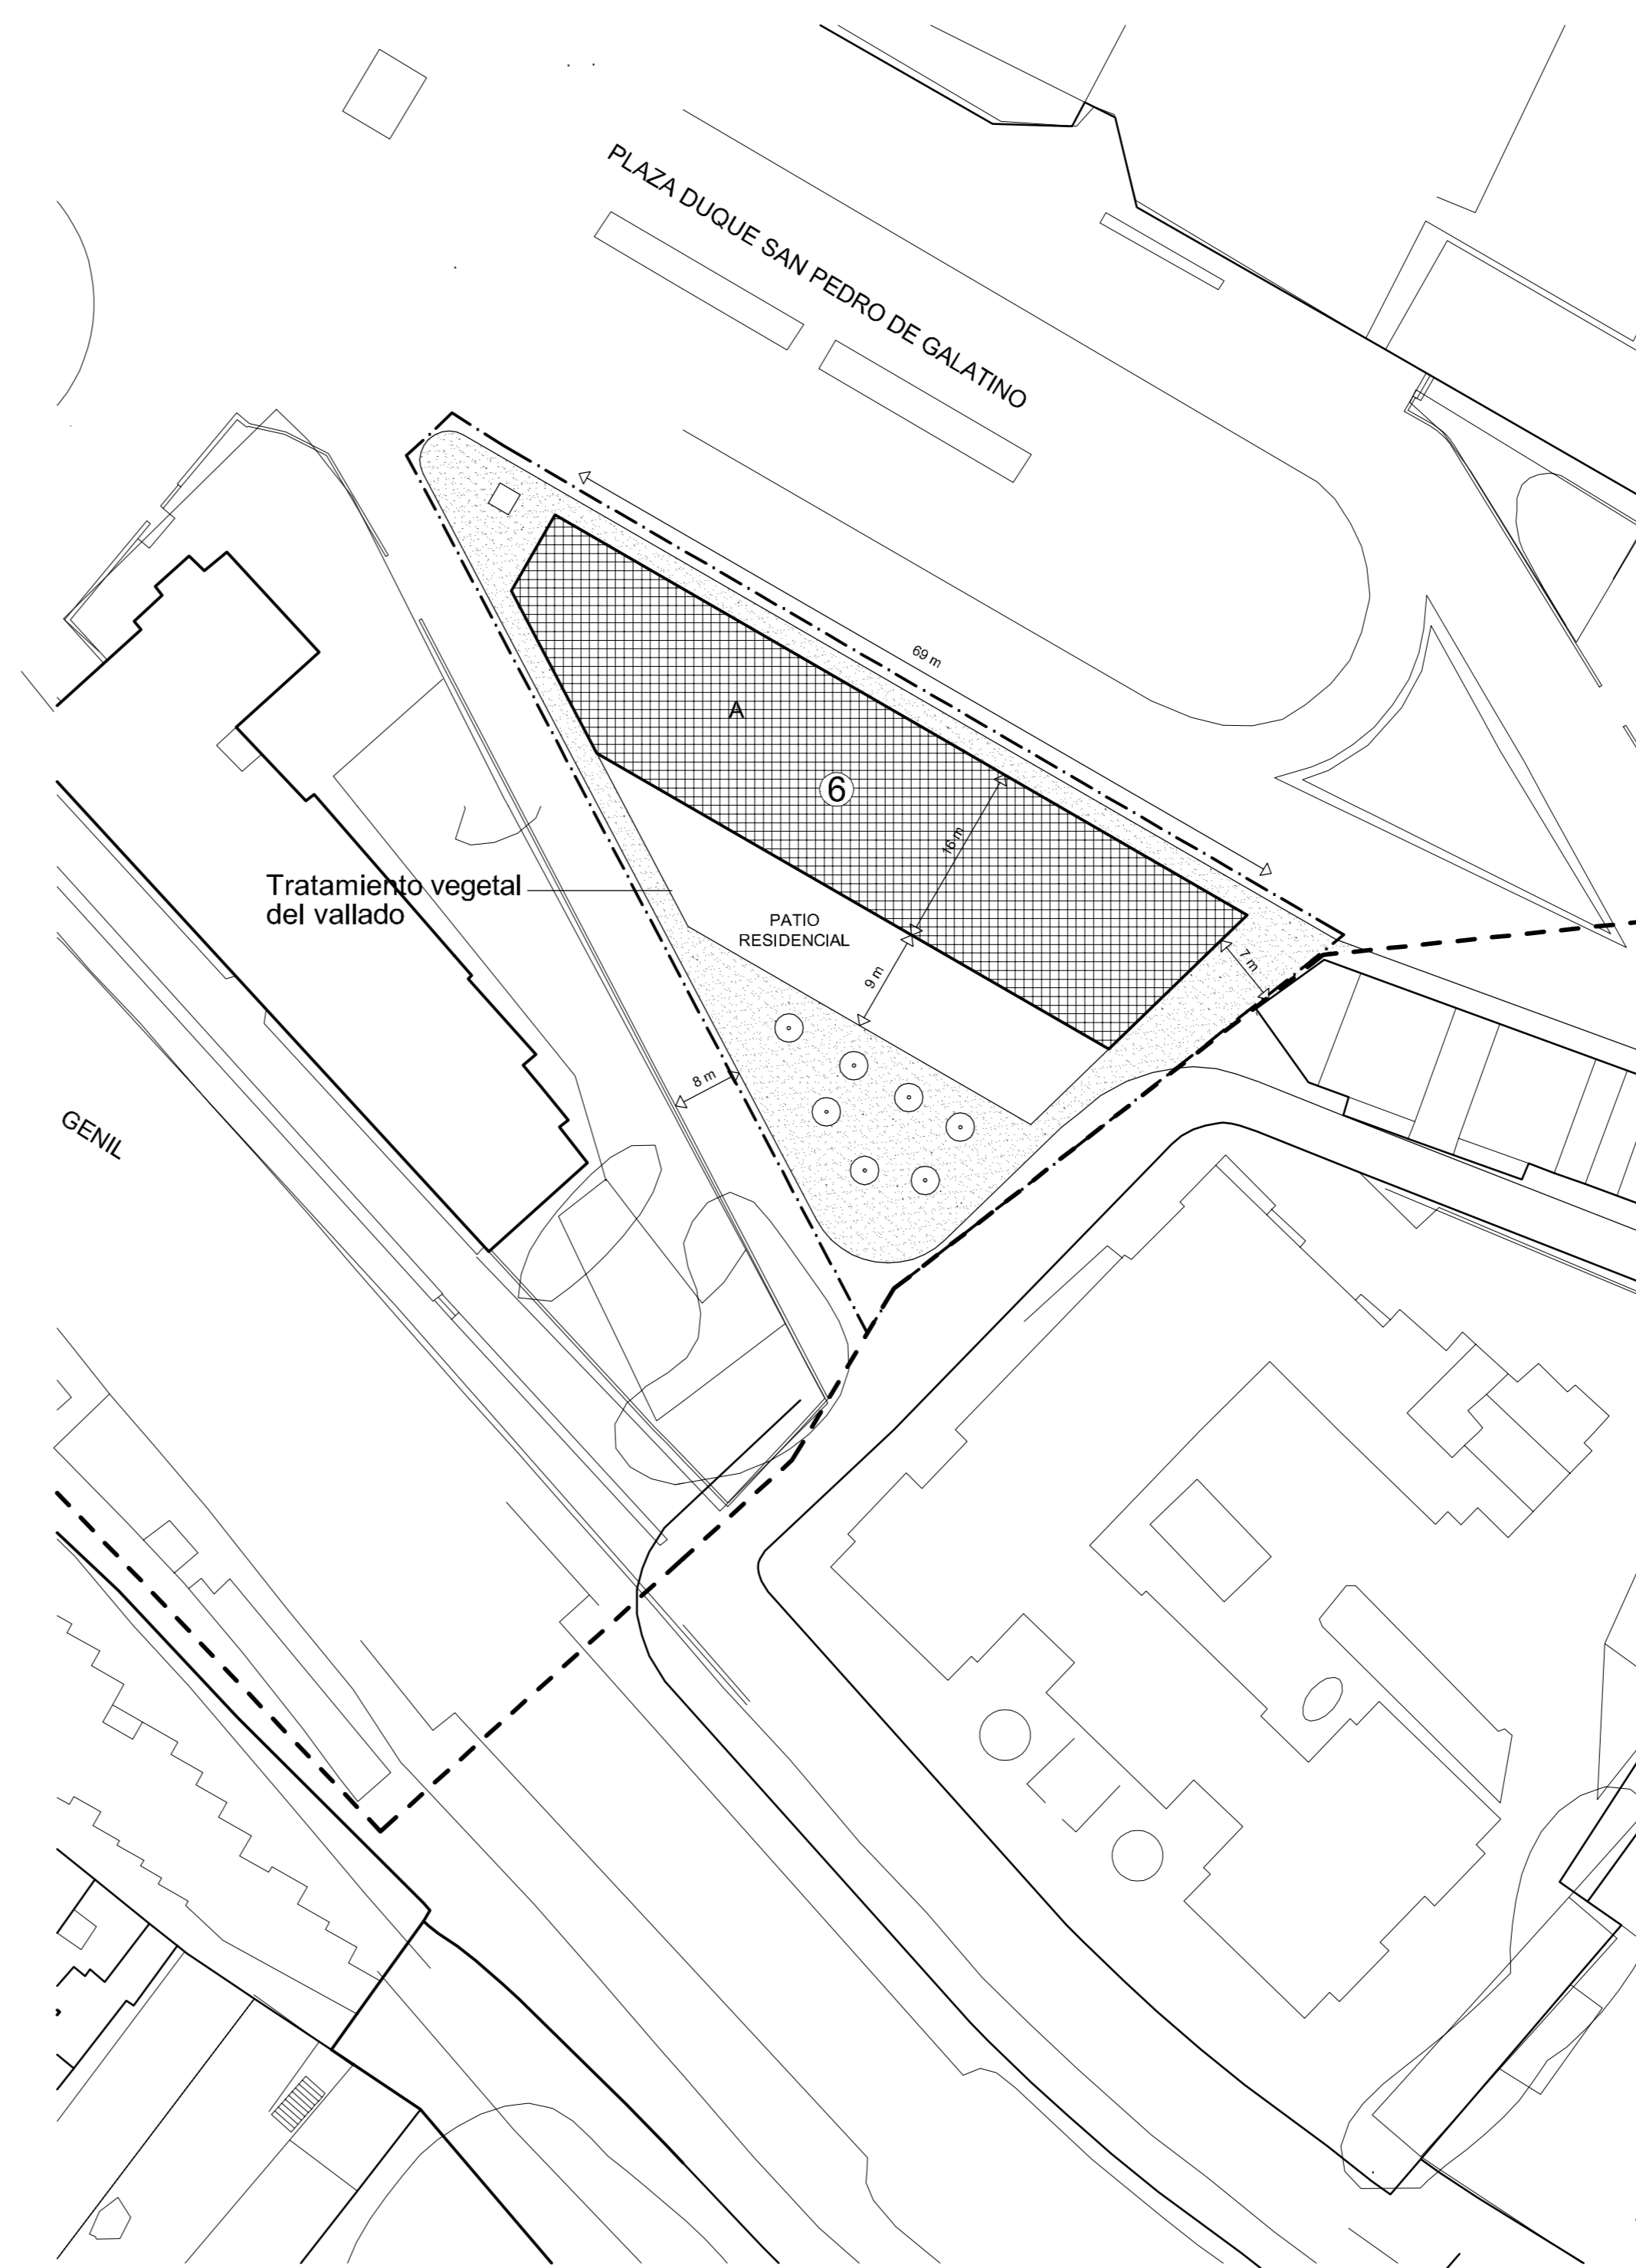 PLAZA DUQUE SAN PEDRO DE GALATINO
69 m
A
6
16 m
Tratamiento vegetal
del vallado
PATIO
RESIDENCIAL
9 m
7 m
8 m
GENIL